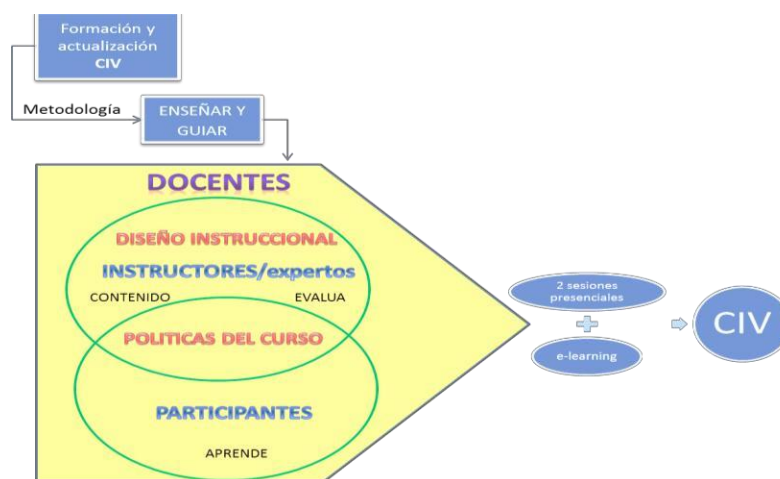 Formación y
actualización
CIV
Metodología
ENSEÑAR Y
GUIAR
DOCENTES
DISEÑO INSTRUCCIONAL
INSTRUCTORES/expertos
CONTENIDO
EVALUA
POLITICAS DEL CURSO
PARTICIPANTES
APRENDE
2 sesiones
presenciales
e-learning
CIV